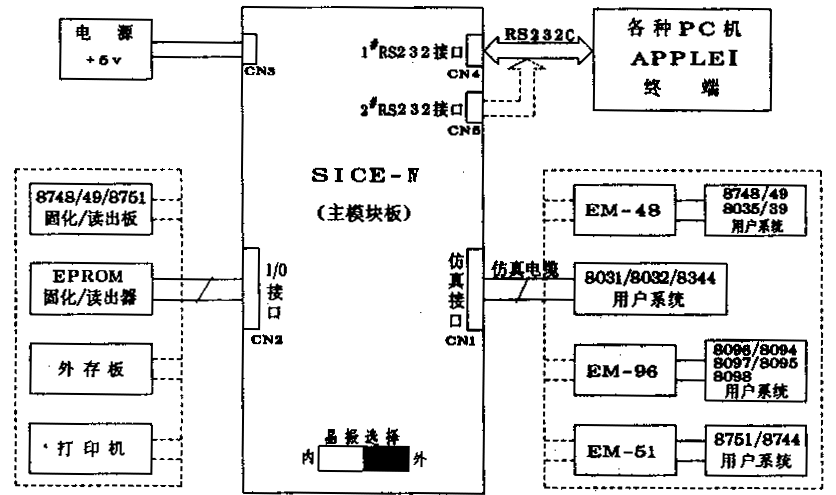 电 源
+5v
CN3
1#RS232接口
CN4
RS232C
各种PC机
APPLEI
终 端
2#RS232接口
CN5
SICE-Ⅳ
(主模块板)
8748/49/8751
固化/读出板
EPROM
固化/读出器
外存板
打印机
I/O
接
口
CN2
仿
真
接
口
CN1
仿真电缆
EM-48
8748/49
8035/39
用户系统
8031/8032/8344
用户系统
EM-96
8096/8094
8097/8095
8098
用户系统
EM-51
8751/8744
用户系统
晶振选择
内
外